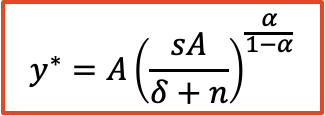 y* = A (sA / (δ + n))^(α / (1−α))